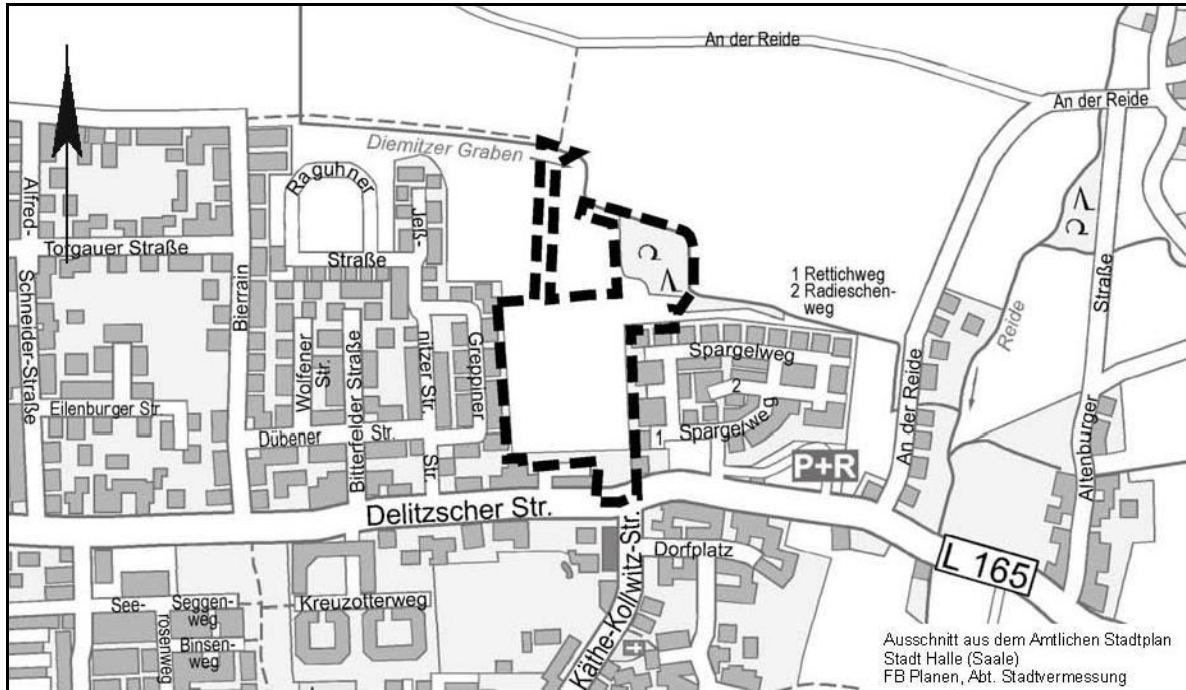 An der Reide
An der Reide
Diemitzer Graben
Raguhner
Straße
Jeß-
nitzer Str.
Str.
Alfred-
Schneider-Straße
Torgauer Straße
Bierrain
1 Rettichweg
2 Radieschen-
weg
Reide
Straße
Altenburger
Wolfener
Str.
Bitterfelder Straße
Greppiner
Spargelweg
2
Spargelweg
1
Eilenburger Str.
Dübener
Str.
P+R
An der Reide
Delitzscher Str.
Dorfplatz
L 165
Käthe-Kollwitz-Str.
See-
rosenweg
Seggen-
weg
Binsen-
weg
Kreuzotterweg
Ausschnitt aus dem Amtlichen Stadtplan
Stadt Halle (Saale)
FB Planen, Abt. Stadtvermessung